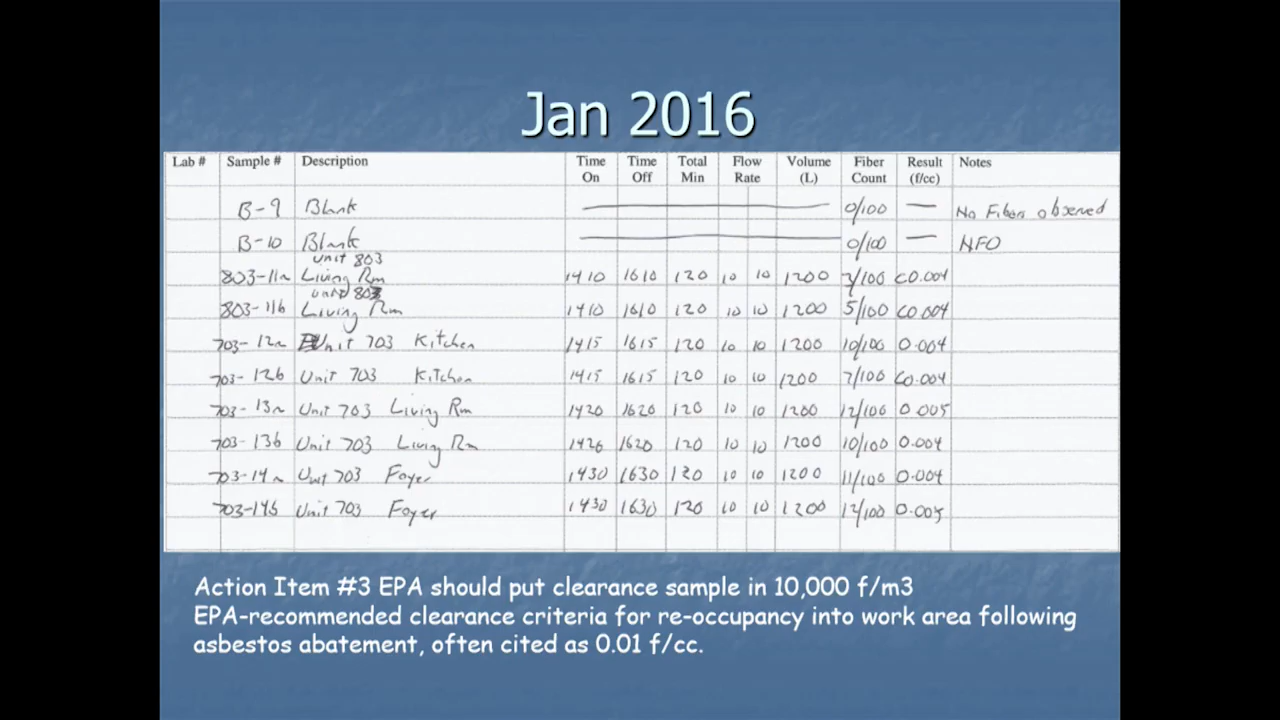 Jan 2016
Lab # Sample # Description Time On Time Off Total Min Flow Rate Volume (L) Fiber Count Result (f/cc) Notes
B-9 Blank 0/100 — No Fibers observed
B-10 Blank 0/100 — NFO
unit 803
803-11a Living Rm 1410 1610 120 10 10 1200 /100 <0.004
unit 803
803-11b Living Rm 1410 1610 120 10 10 1200 5/100 <0.004
703-12a Unit 703 Kitchen 1415 1615 120 10 10 1200 10/100 0.004
703-12b Unit 703 Kitchen 1415 1615 120 10 10 1200 7/100 <0.004
703-13a Unit 703 Living Rm 1420 1620 120 10 10 1200 12/100 0.005
703-13b Unit 703 Living Rm 1420 1620 120 10 10 1200 10/100 0.004
703-14a Unit 703 Foyer 1430 1630 120 10 10 1200 11/100 0.004
703-14b Unit 703 Foyer 1430 1630 120 10 10 1200 12/100 0.005
Action Item #3 EPA should put clearance sample in 10,000 f/m3
EPA-recommended clearance criteria for re-occupancy into work area following
asbestos abatement, often cited as 0.01 f/cc.